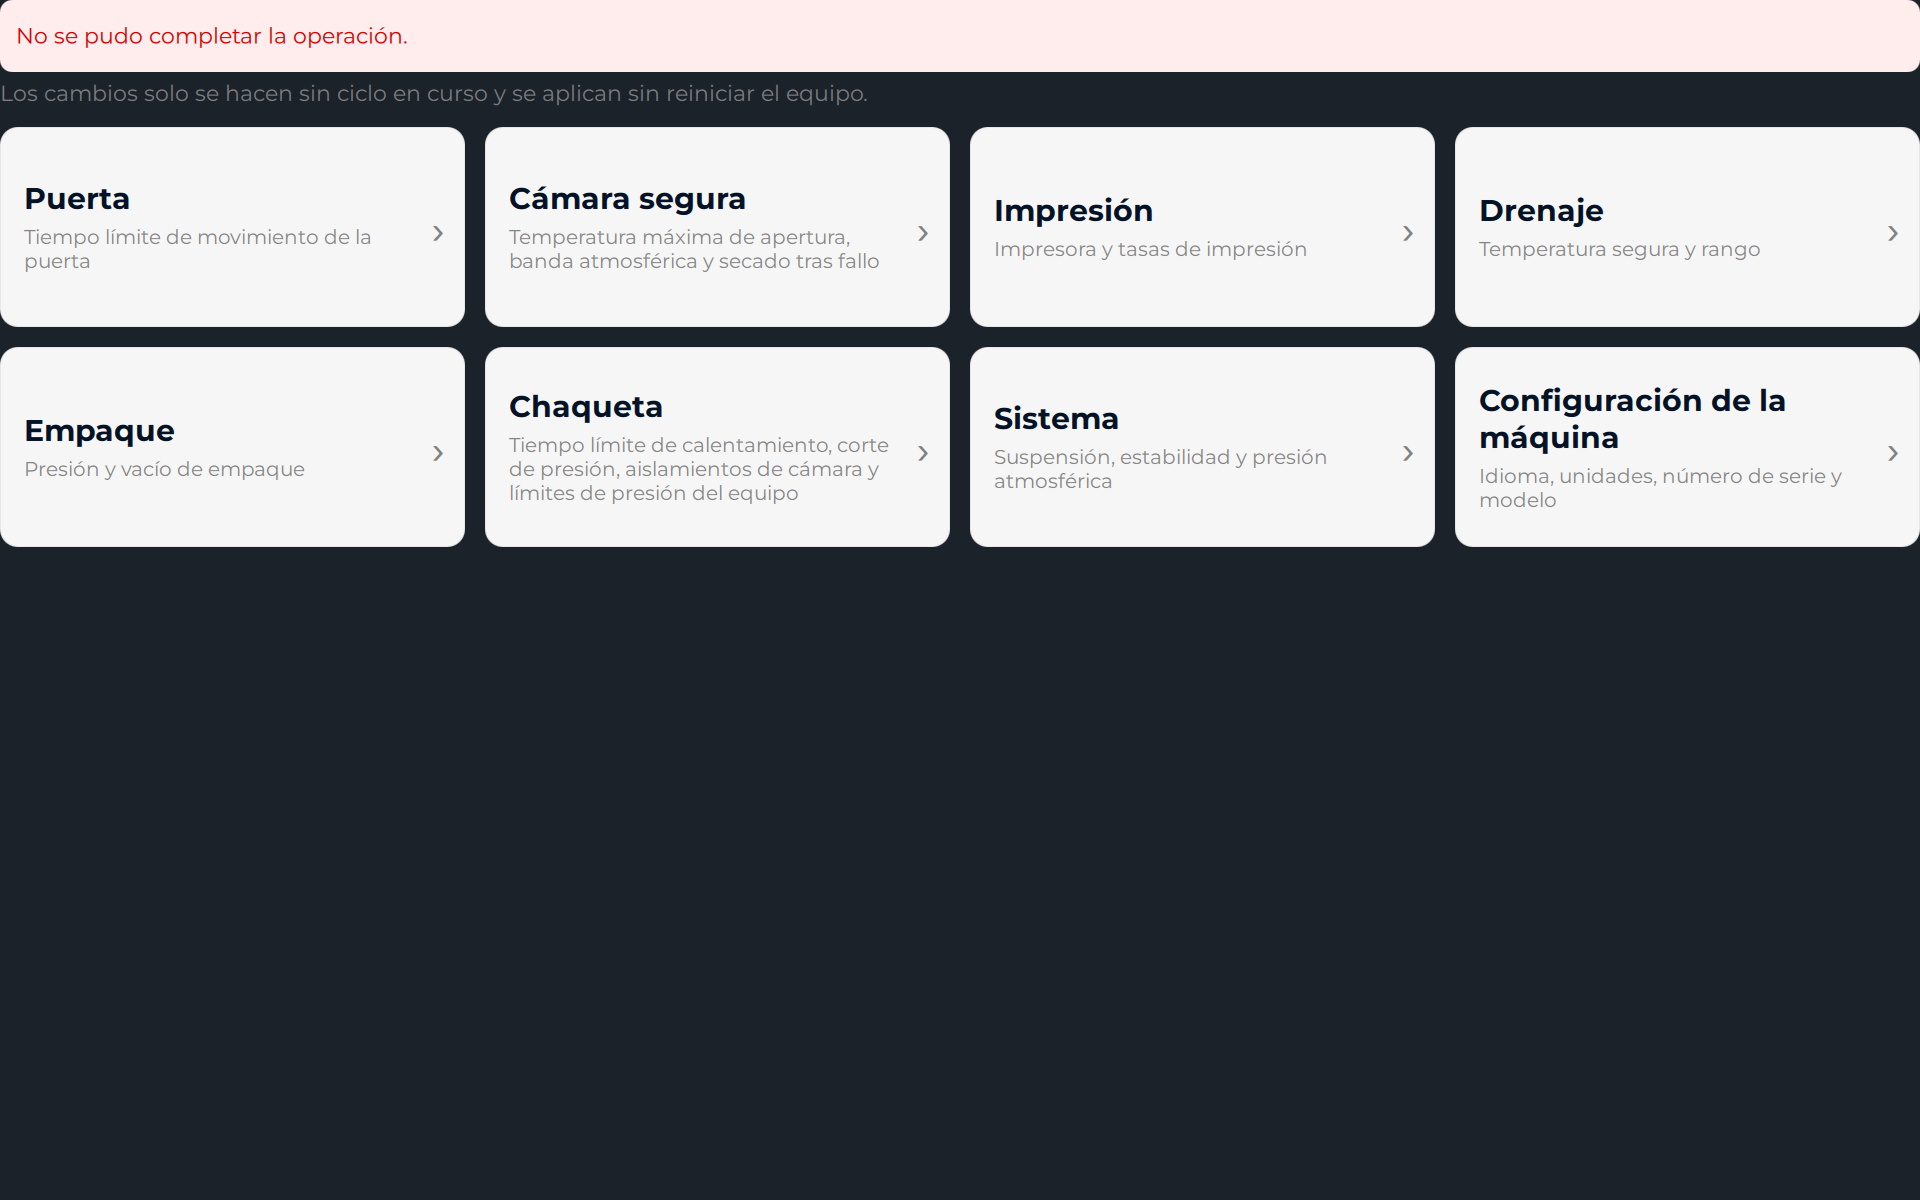 No se pudo completar la operación.
Los cambios solo se hacen sin ciclo en curso y se aplican sin reiniciar el equipo.
Puerta
Tiempo límite de movimiento de la
puerta
Cámara segura
Temperatura máxima de apertura,
banda atmosférica y secado tras fallo
Impresión
Impresora y tasas de impresión
Drenaje
Temperatura segura y rango
Empaque
Presión y vacío de empaque
Chaqueta
Tiempo límite de calentamiento, corte
de presión, aislamientos de cámara y
límites de presión del equipo
Sistema
Suspensión, estabilidad y presión
atmosférica
Configuración de la
máquina
Idioma, unidades, número de serie y
modelo